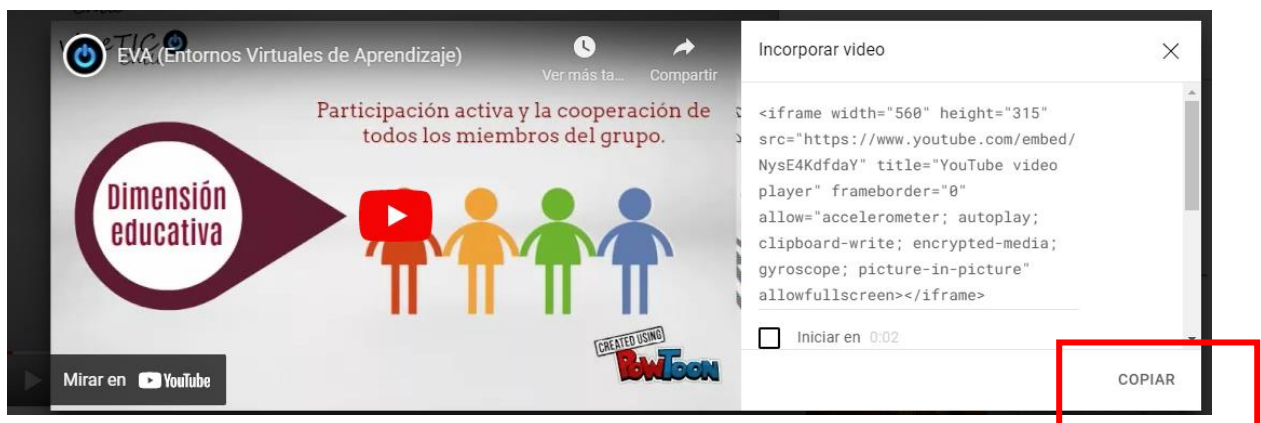 EVA (Entornos Virtuales de Aprendizaje)
Ver más ta...
Compartir
Participación activa y la cooperación de
todos los miembros del grupo.
Dimensión
educativa
CREATED USING
PowToon
Mirar en YouTube
Incorporar video
<iframe width="560" height="315"
src="https://www.youtube.com/embed/
NysE4KdfdaY" title="YouTube video
player" frameborder="0"
allow="accelerometer; autoplay;
clipboard-write; encrypted-media;
gyroscope; picture-in-picture"
allowfullscreen></iframe>
Iniciar en 0:02
COPIAR